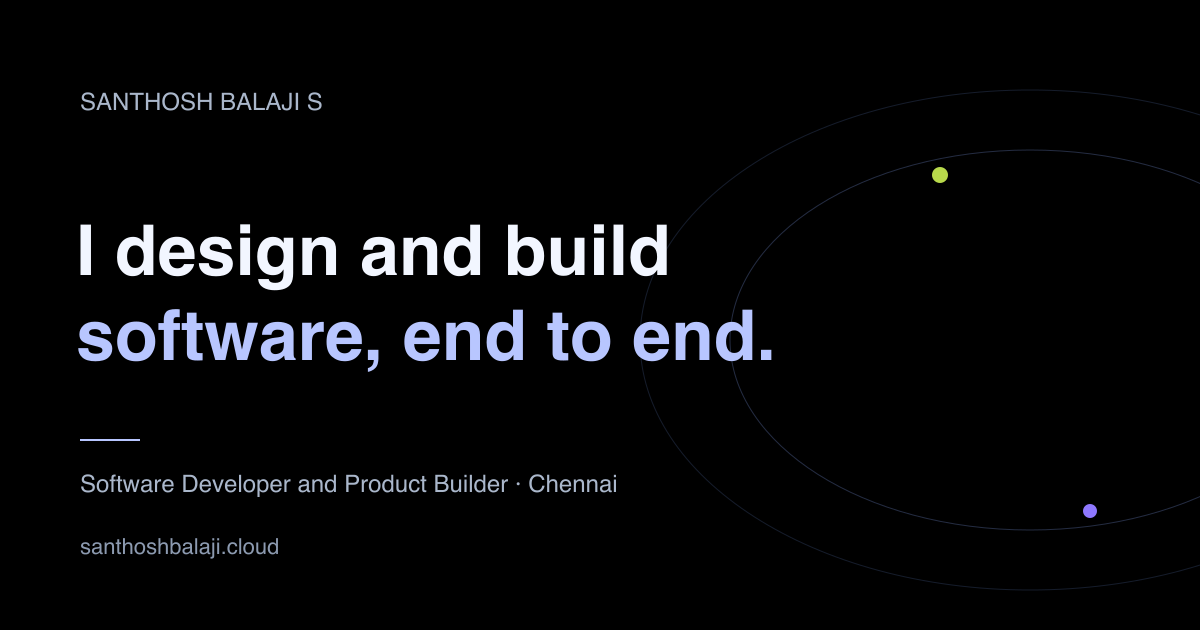 SANTHOSH BALAJI S
I design and build
software, end to end.
Software Developer and Product Builder · Chennai
santhoshbalaji.cloud